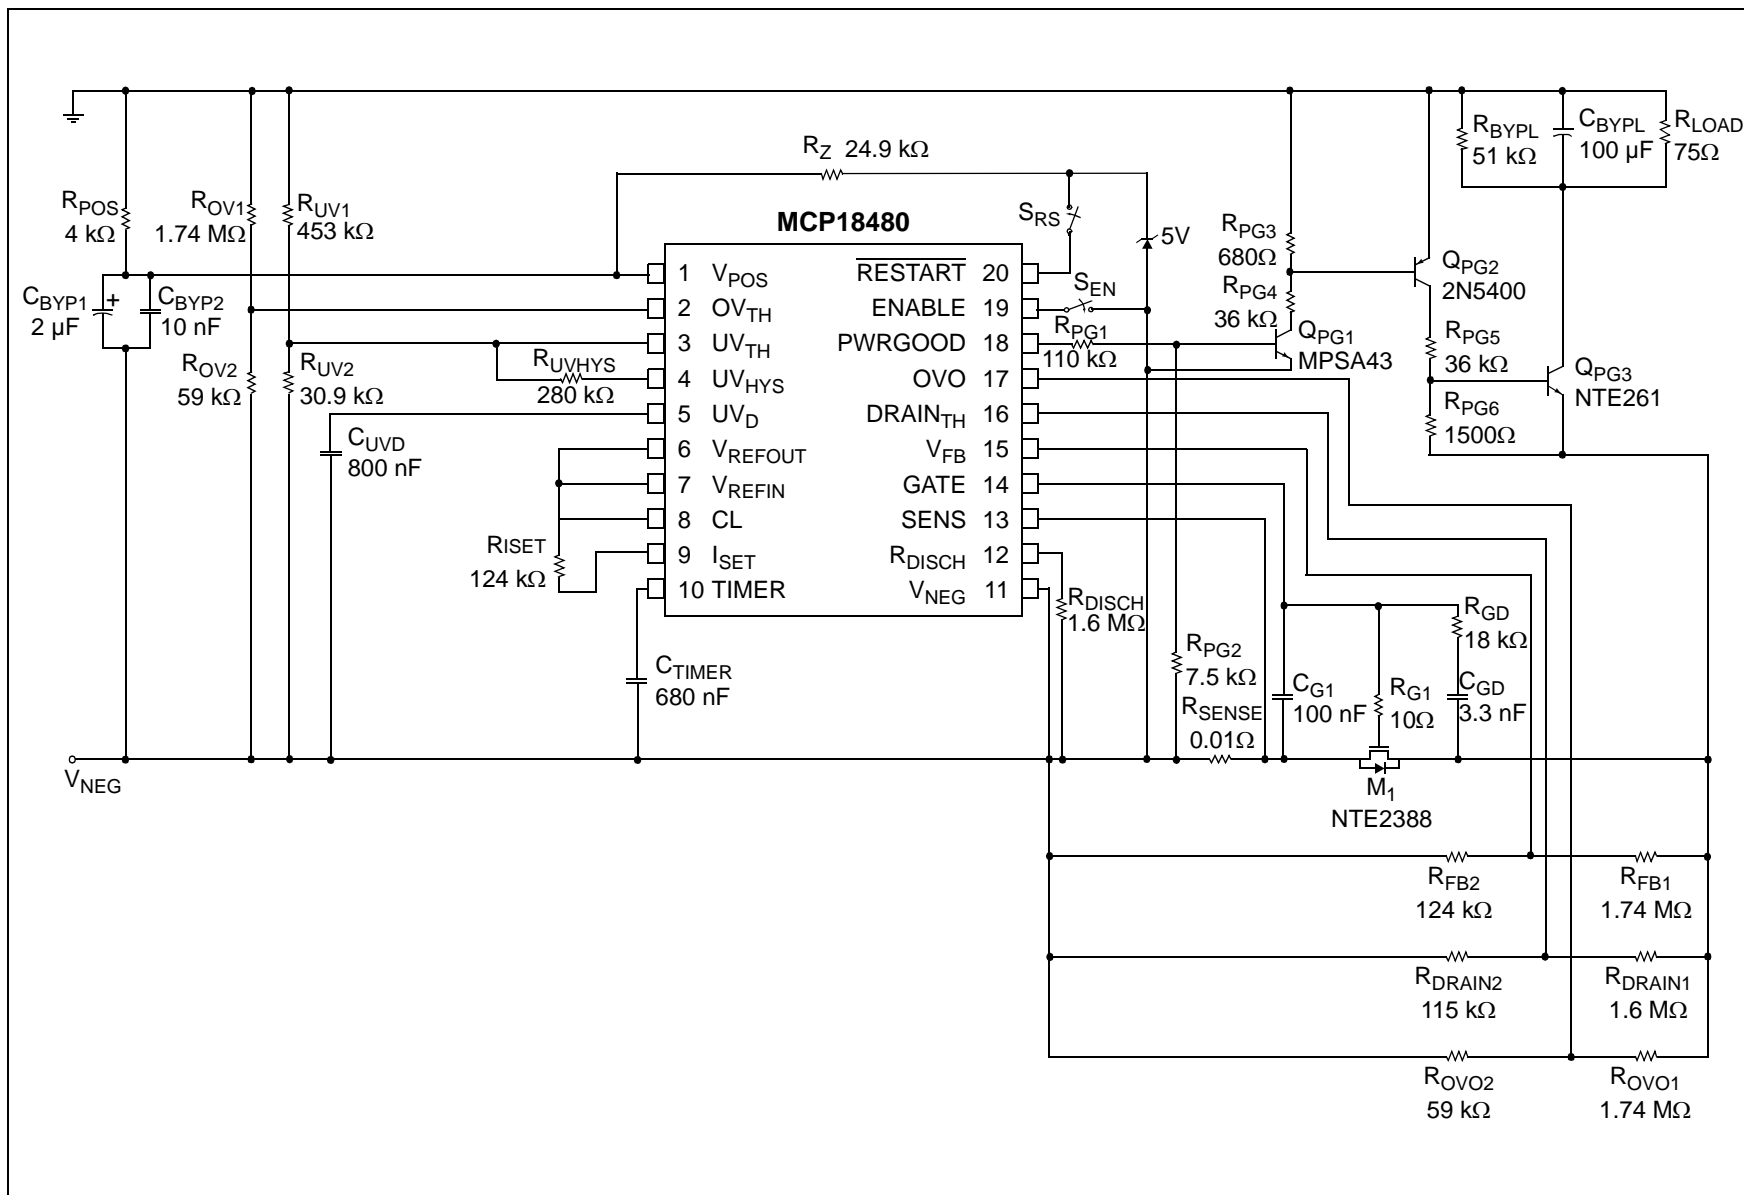 R_Z 24.9 kΩ
R_BYPL
51 kΩ
C_BYPL
100 µF
R_LOAD
75Ω
R_POS
4 kΩ
R_OV1
1.74 MΩ
R_UV1
453 kΩ
MCP18480
S_RS
5V
R_PG3
680Ω
C_BYP1
2 µF
+
C_BYP2
10 nF
1 V_POS
2 OV_TH
3 UV_TH
4 UV_HYS
5 UV_D
6 V_REFOUT
7 V_REFIN
8 CL
9 I_SET
10 TIMER
RESTART 20
ENABLE 19
PWRGOOD 18
OVO 17
DRAIN_TH 16
V_FB 15
GATE 14
SENS 13
R_DISCH 12
V_NEG 11
S_EN
R_PG1
110 kΩ
R_PG4
36 kΩ
Q_PG1
MPSA43
Q_PG2
2N5400
R_PG5
36 kΩ
Q_PG3
NTE261
R_PG6
1500Ω
R_OV2
59 kΩ
R_UV2
30.9 kΩ
R_UVHYS
280 kΩ
C_UVD
800 nF
RISET
124 kΩ
C_TIMER
680 nF
R_DISCH
1.6 MΩ
R_PG2
7.5 kΩ
R_SENSE
0.01Ω
C_G1
100 nF
R_G1
10Ω
R_GD
18 kΩ
C_GD
3.3 nF
V_NEG
M_1
NTE2388
R_FB2
124 kΩ
R_FB1
1.74 MΩ
R_DRAIN2
115 kΩ
R_DRAIN1
1.6 MΩ
R_OVO2
59 kΩ
R_OVO1
1.74 MΩ